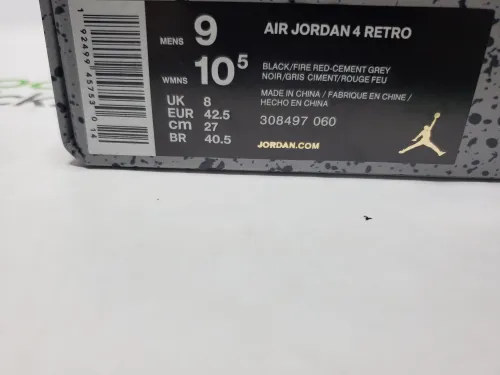 MENS 9
WMNS 10⁵
UK 8
EUR 42.5
cm 27
BR 40.5
AIR JORDAN 4 RETRO
BLACK/FIRE RED-CEMENT GREY
NOIR/GRIS CIMENT/ROUGE FEU
MADE IN CHINA / FABRIQUE EN CHINE /
HECHO EN CHINA
308497 060
JORDAN.COM